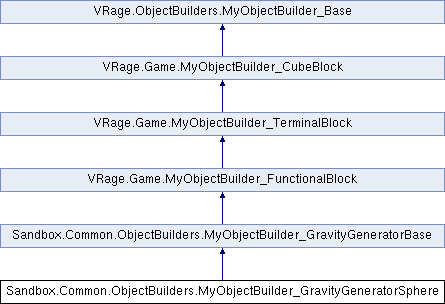 VRage.ObjectBuilders.MyObjectBuilder_Base
VRage.Game.MyObjectBuilder_CubeBlock
VRage.Game.MyObjectBuilder_TerminalBlock
VRage.Game.MyObjectBuilder_FunctionalBlock
Sandbox.Common.ObjectBuilders.MyObjectBuilder_GravityGeneratorBase
Sandbox.Common.ObjectBuilders.MyObjectBuilder_GravityGeneratorSphere